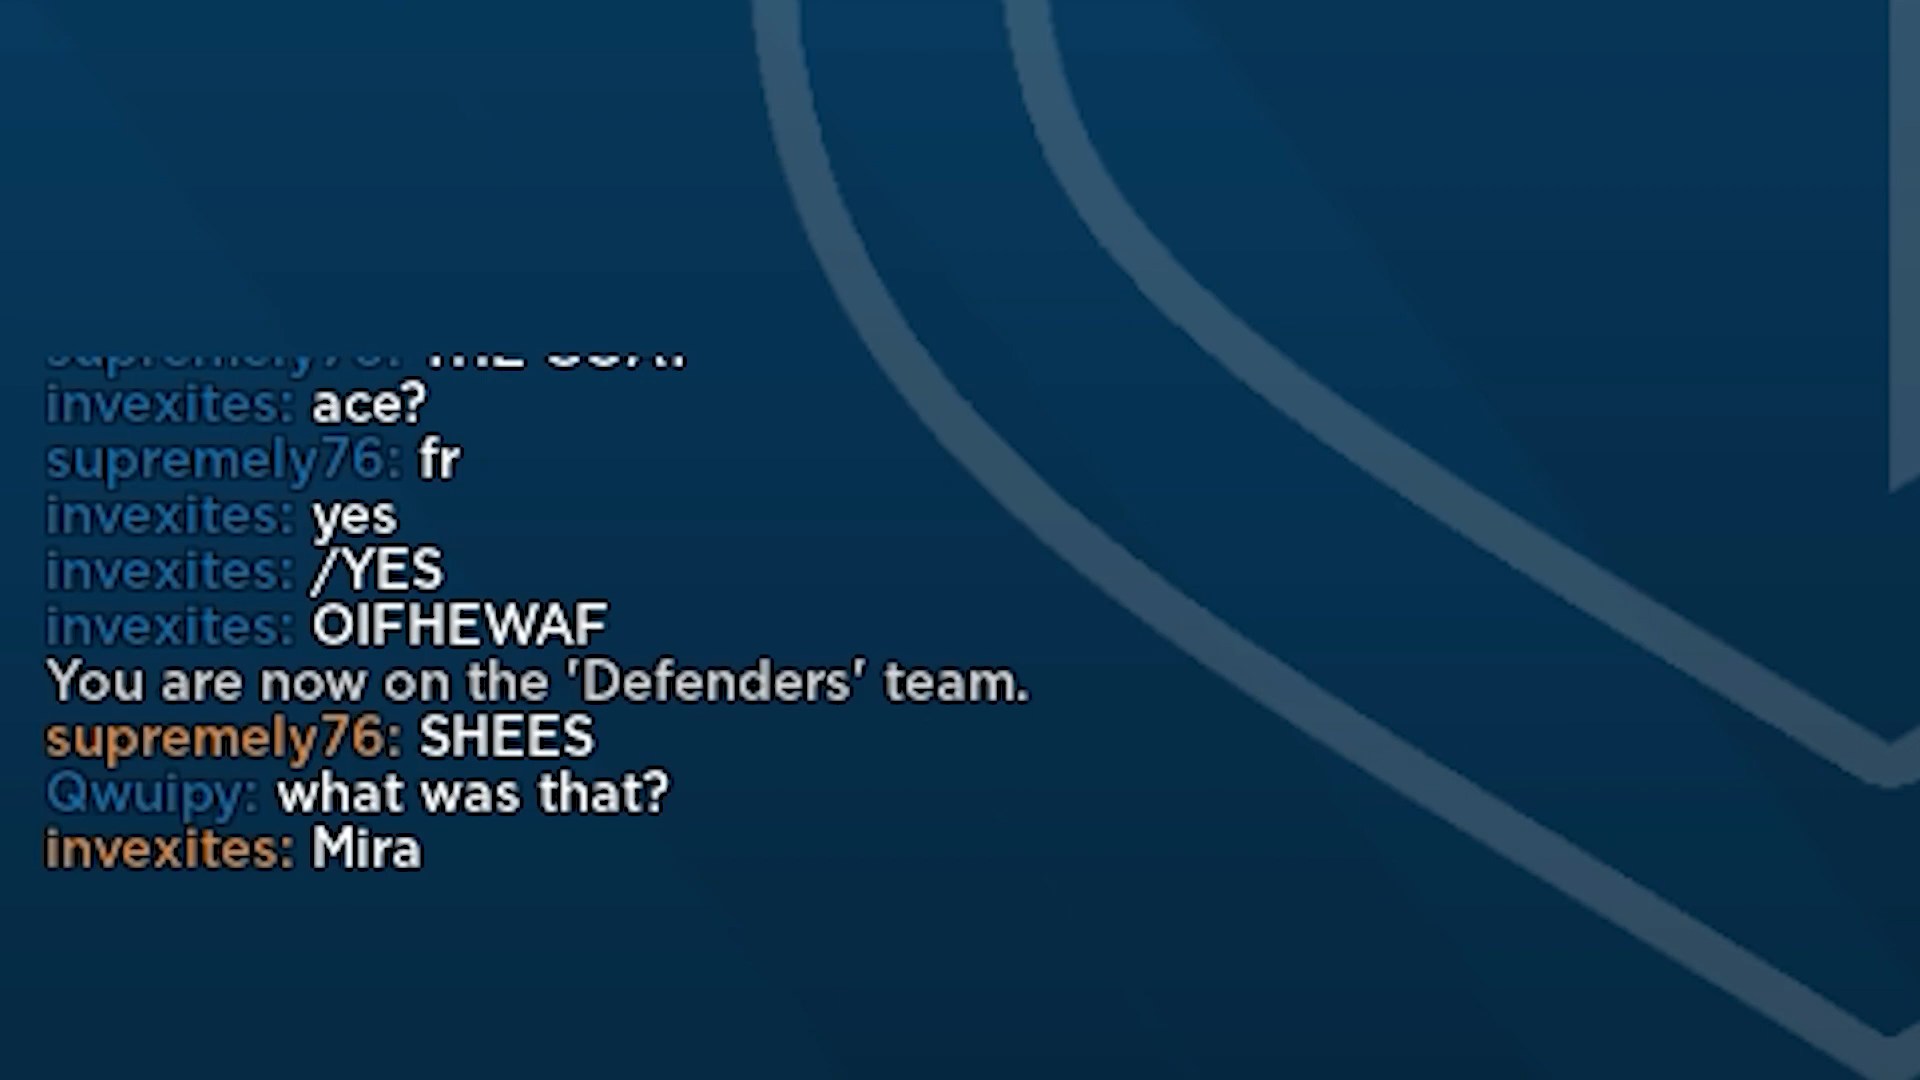 supremely76:
invexites: ace?
supremely76: fr
invexites: yes
invexites: /YES
invexites: OIFHEWAF
You are now on the 'Defenders' team.
supremely76: SHEES
Qwuipy: what was that?
invexites: Mira